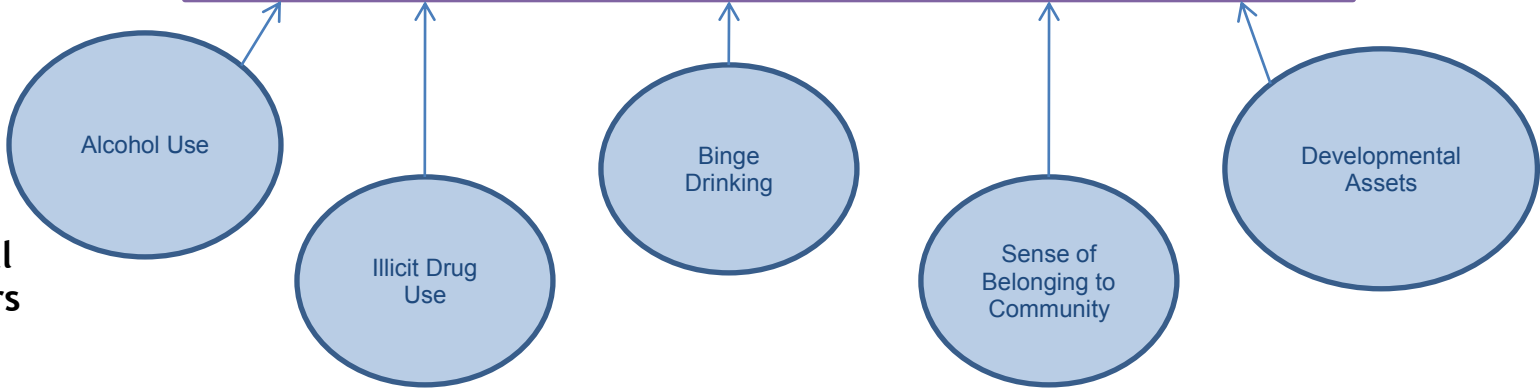 Alcohol Use
Illicit Drug
Use
Binge
Drinking
Sense of
Belonging to
Community
Developmental
Assets